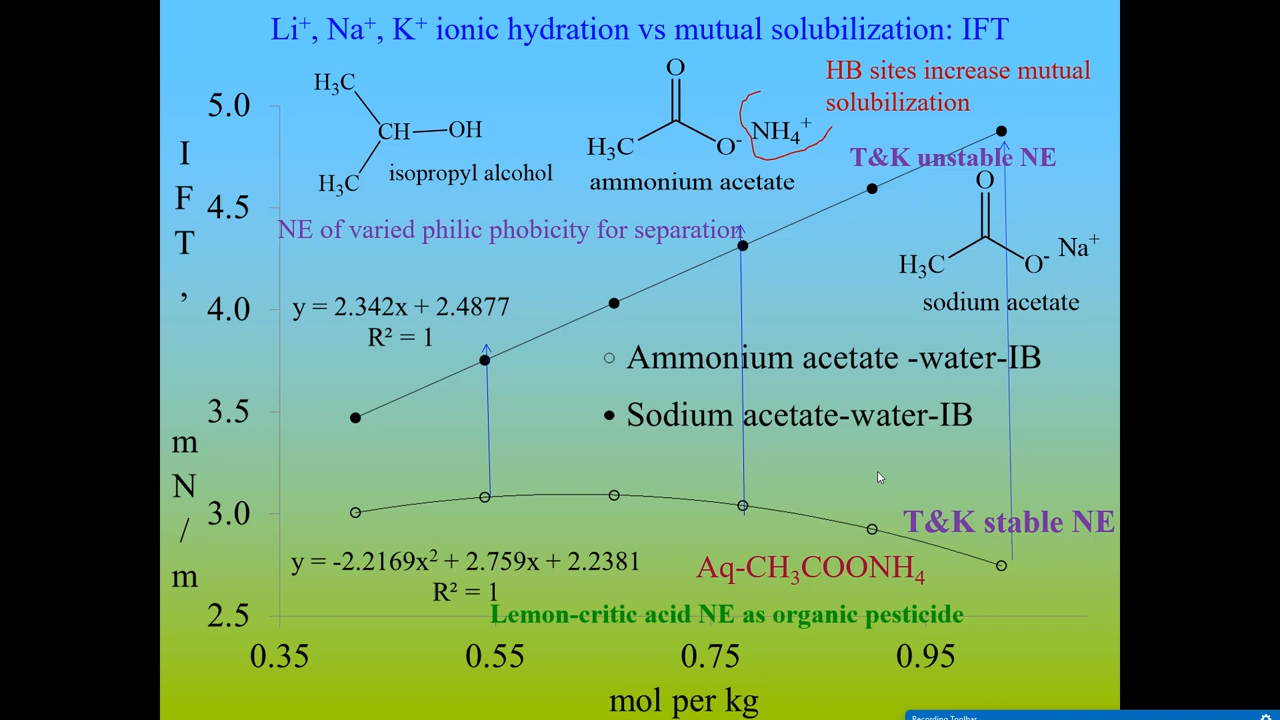 Li⁺, Na⁺, K⁺ ionic hydration vs mutual solubilization: IFT
HB sites increase mutual
solubilization
H₃C
CH—OH
H₃C
isopropyl alcohol
O
H₃C
O⁻
NH₄⁺
ammonium acetate
T&K unstable NE
O
H₃C
O⁻
Na⁺
sodium acetate
NE of varied philic phobicity for separation
y = 2.342x + 2.4877
R² = 1
Ammonium acetate -water-IB
Sodium acetate-water-IB
T&K stable NE
y = -2.2169x² + 2.759x + 2.2381
R² = 1
Aq-CH₃COONH₄
Lemon-critic acid NE as organic pesticide
I
F
T
,
m
N
/
m
5.0
4.5
4.0
3.5
3.0
2.5
0.35
0.55
0.75
0.95
mol per kg
Recording Toolbar